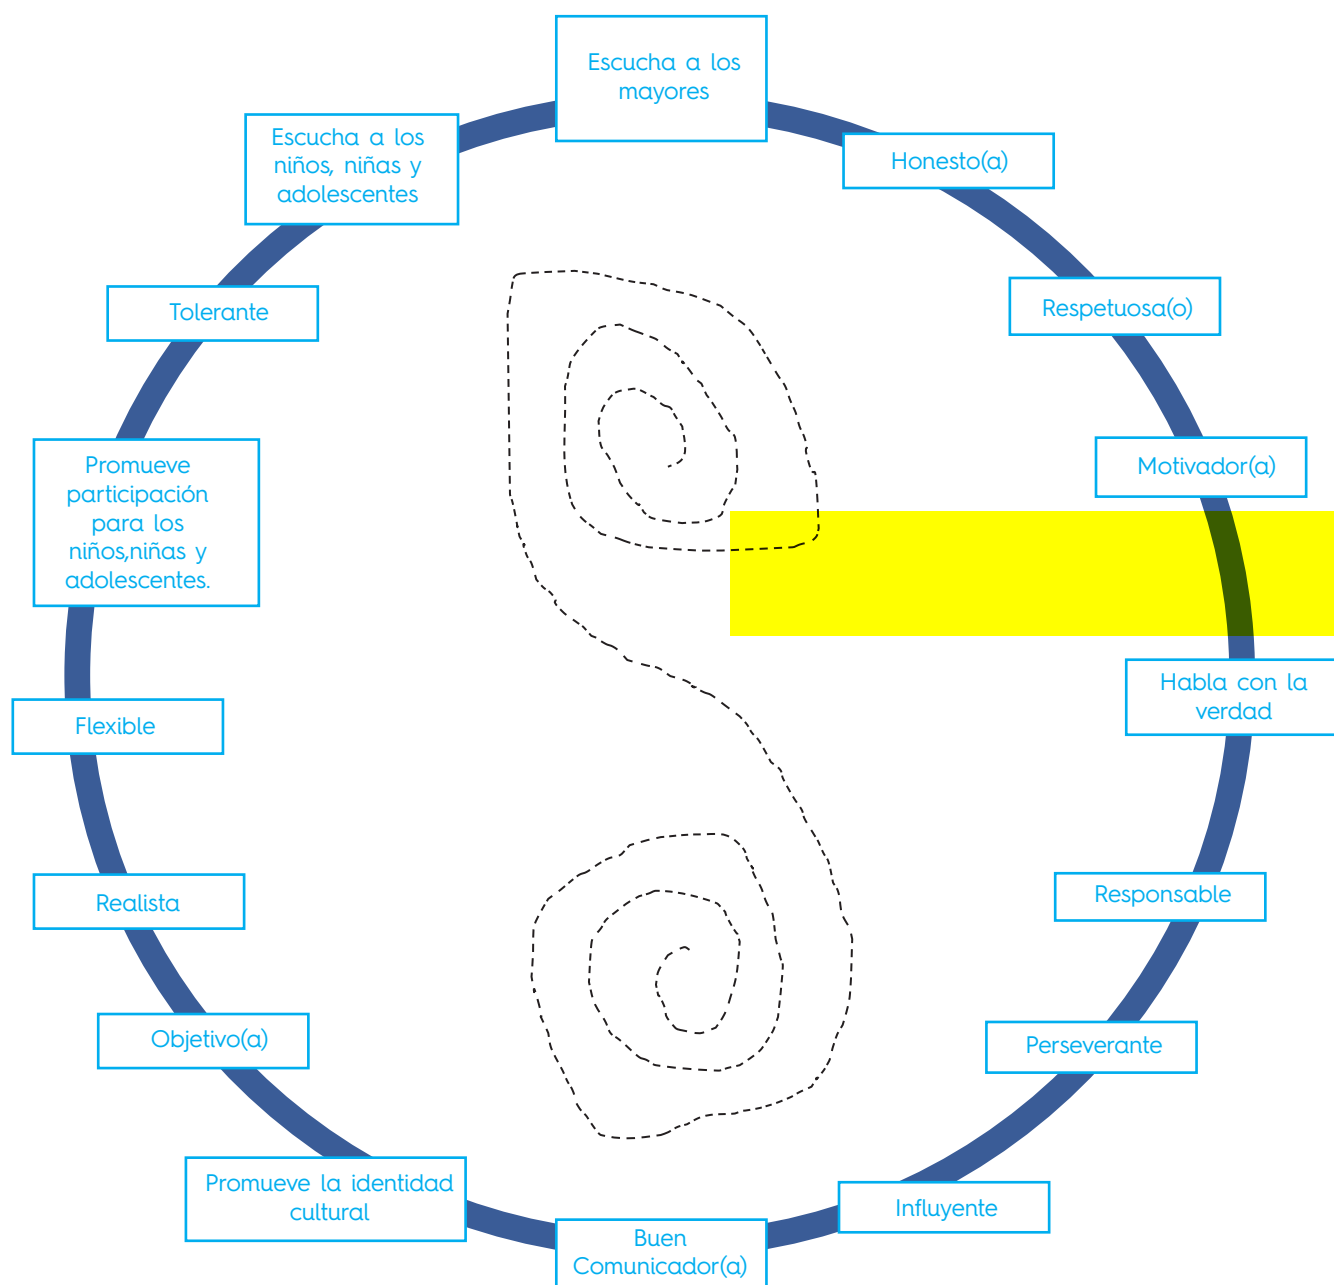 Escucha a los
mayores
Honesto(a)
Respetuosa(o)
Motivador(a)
Habla con la
verdad
Responsable
Perseverante
Influyente
Buen
Comunicador(a)
Promueve la identidad
cultural
Objetivo(a)
Realista
Flexible
Promueve
participación
para los
niños,niñas y
adolescentes.
Tolerante
Escucha a los
niños, niñas y
adolescentes